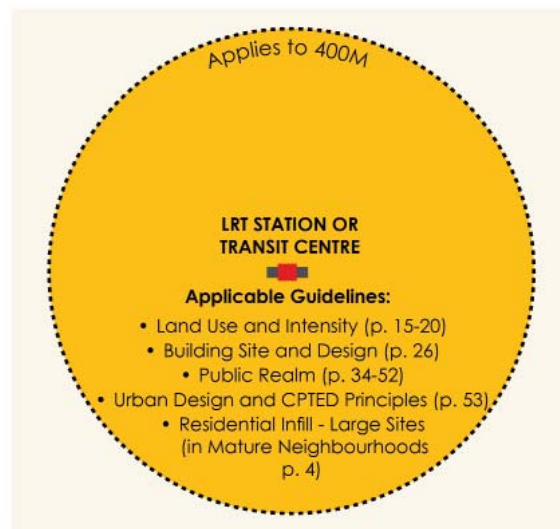 Applies to 400M
LRT STATION OR
TRANSIT CENTRE
Applicable Guidelines:
• Land Use and Intensity (p. 15-20)
• Building Site and Design (p. 26)
• Public Realm (p. 34-52)
• Urban Design and CPTED Principles (p. 53)
• Residential Infill - Large Sites
(in Mature Neighbourhoods
p. 4)